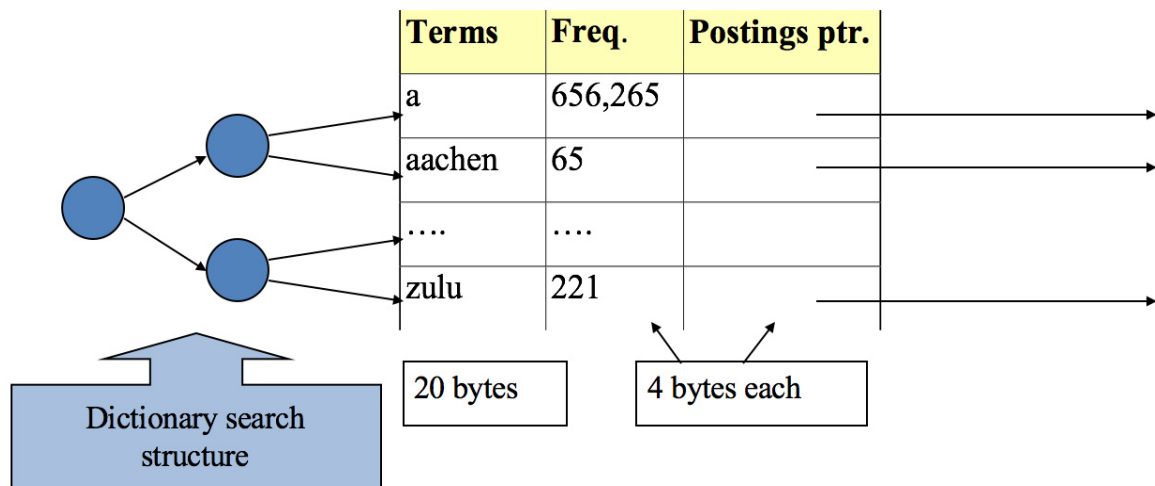 Terms Freq. Postings ptr.
a 656,265
aachen 65
…. ….
zulu 221
20 bytes 4 bytes each
Dictionary search
structure